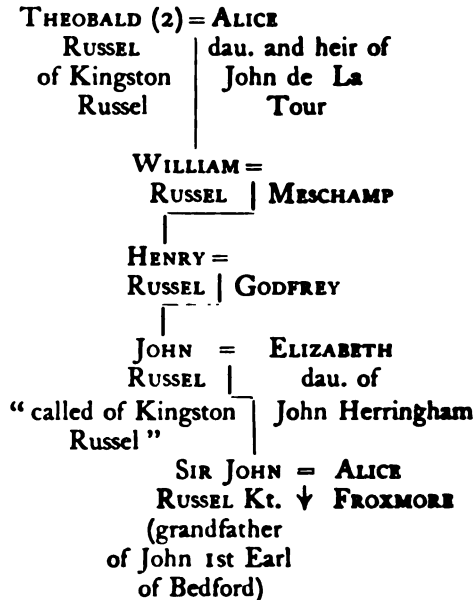 THEOBALD (2) = ALICE
RUSSEL dau. and heir of
of Kingston John de La
Russel Tour
WILLIAM =
RUSSEL MESCHAMP
HENRY =
RUSSEL GODFREY
JOHN = ELIZABETH
RUSSEL dau. of
“ called of Kingston John Herringham
Russel ”
SIR JOHN = ALICE
RUSSEL KT. FROXMORE
(grandfather
of John 1st Earl
of Bedford)